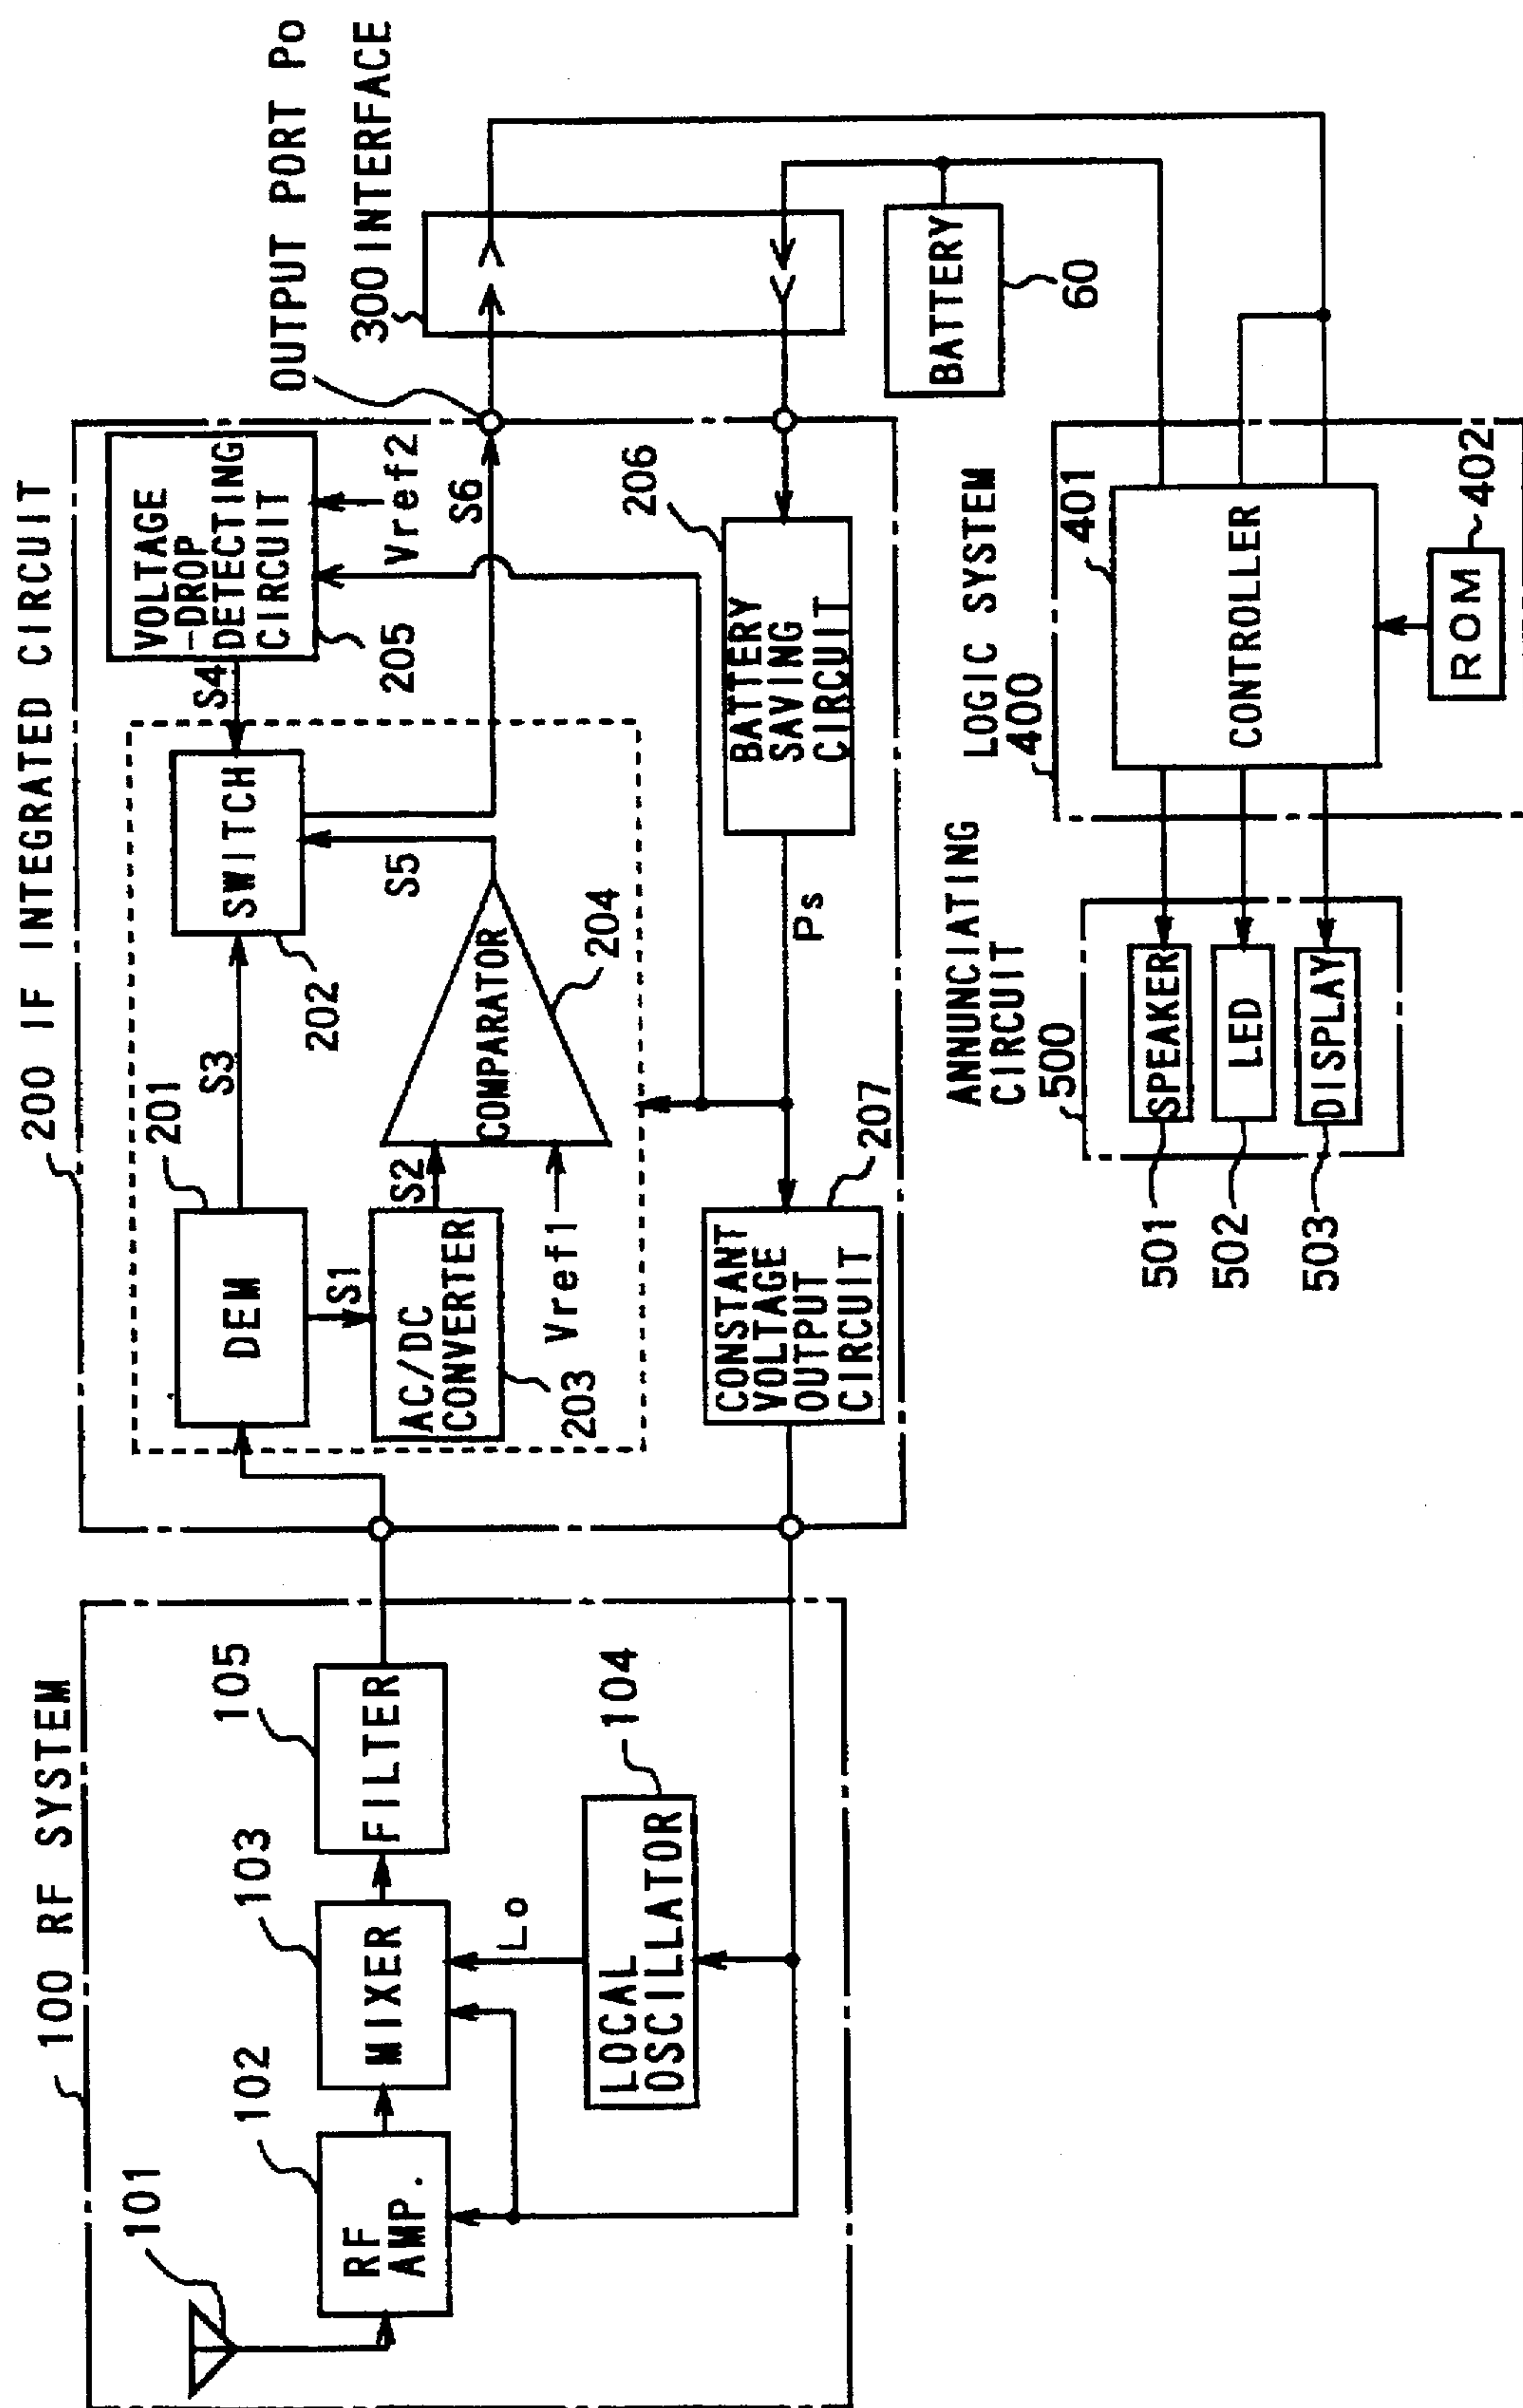 100 RF SYSTEM
101
102
RF
AMP.
103
MIXER
105
FILTER
Lo
104
LOCAL
OSCILLATOR
200 IF INTEGRATED CIRCUIT
201
DEM
S3
S1
AC/DC
CONVERTER
203
S2
Vref1
COMPARATOR
204
S5
SWITCH
202
S4
VOLTAGE
-DROP
DETECTING
CIRCUIT
205
Vref2
S6
206
BATTERY
SAVING
CIRCUIT
Ps
207
CONSTANT
VOLTAGE
OUTPUT
CIRCUIT
OUTPUT PORT Po
300 INTERFACE
BATTERY
60
LOGIC SYSTEM
400
401
CONTROLLER
ROM
402
ANNUNCIATING
CIRCUIT
500
SPEAKER
LED
DISPLAY
501
502
503